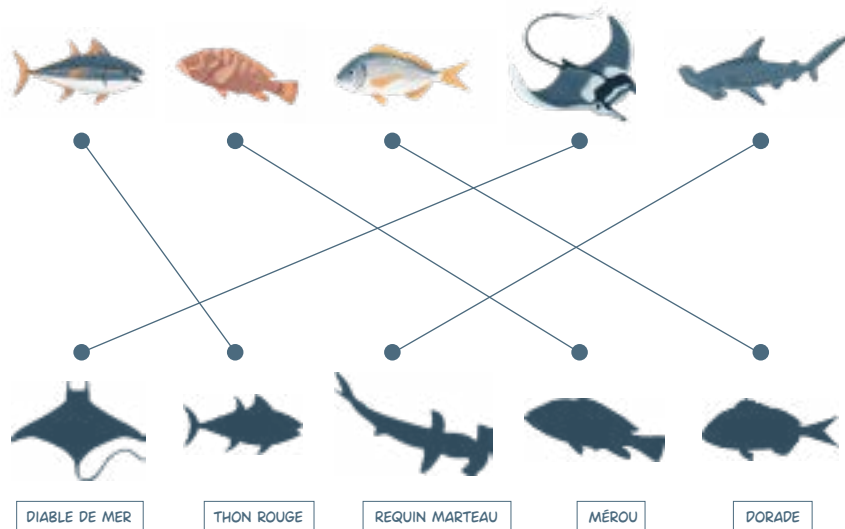 DIABLE DE MER
THON ROUGE
REQUIN MARTEAU
MÉROU
DORADE